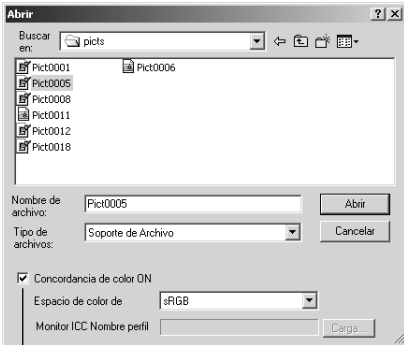 Abrir
Buscar en:
picts
Pict0001
Pict0006
Pict0005
Pict0008
Pict0011
Pict0012
Pict0018
Nombre de archivo:
Pict0005
Abrir
Tipo de archivos:
Soporte de Archivo
Cancelar
Concordancia de color ON
Espacio de color de
sRGB
Monitor ICC Nombre perfil
Carga...